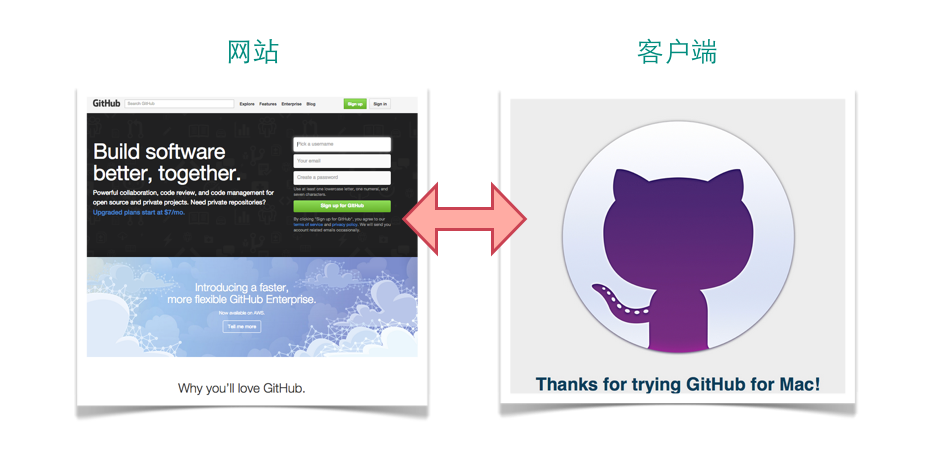 网站
客户端
GitHub
Search GitHub
Explore Features Enterprise Blog
Sign up
Sign in
Build software
better, together.
Powerful collaboration, code review, and code management for
open source and private projects. Need private repositories?
Upgraded plans start at $7/mo.
Pick a username
Your email
Create a password
Use at least one lowercase letter, one numeral, and
seven characters.
Sign up for GitHub
By clicking "Sign up for GitHub", you agree to our
terms of service and privacy policy. We will send you
account related emails occasionally.
Introducing a faster,
more flexible GitHub Enterprise.
Now available on AWS.
Tell me more
Why you'll love GitHub.
Thanks for trying GitHub for Mac!